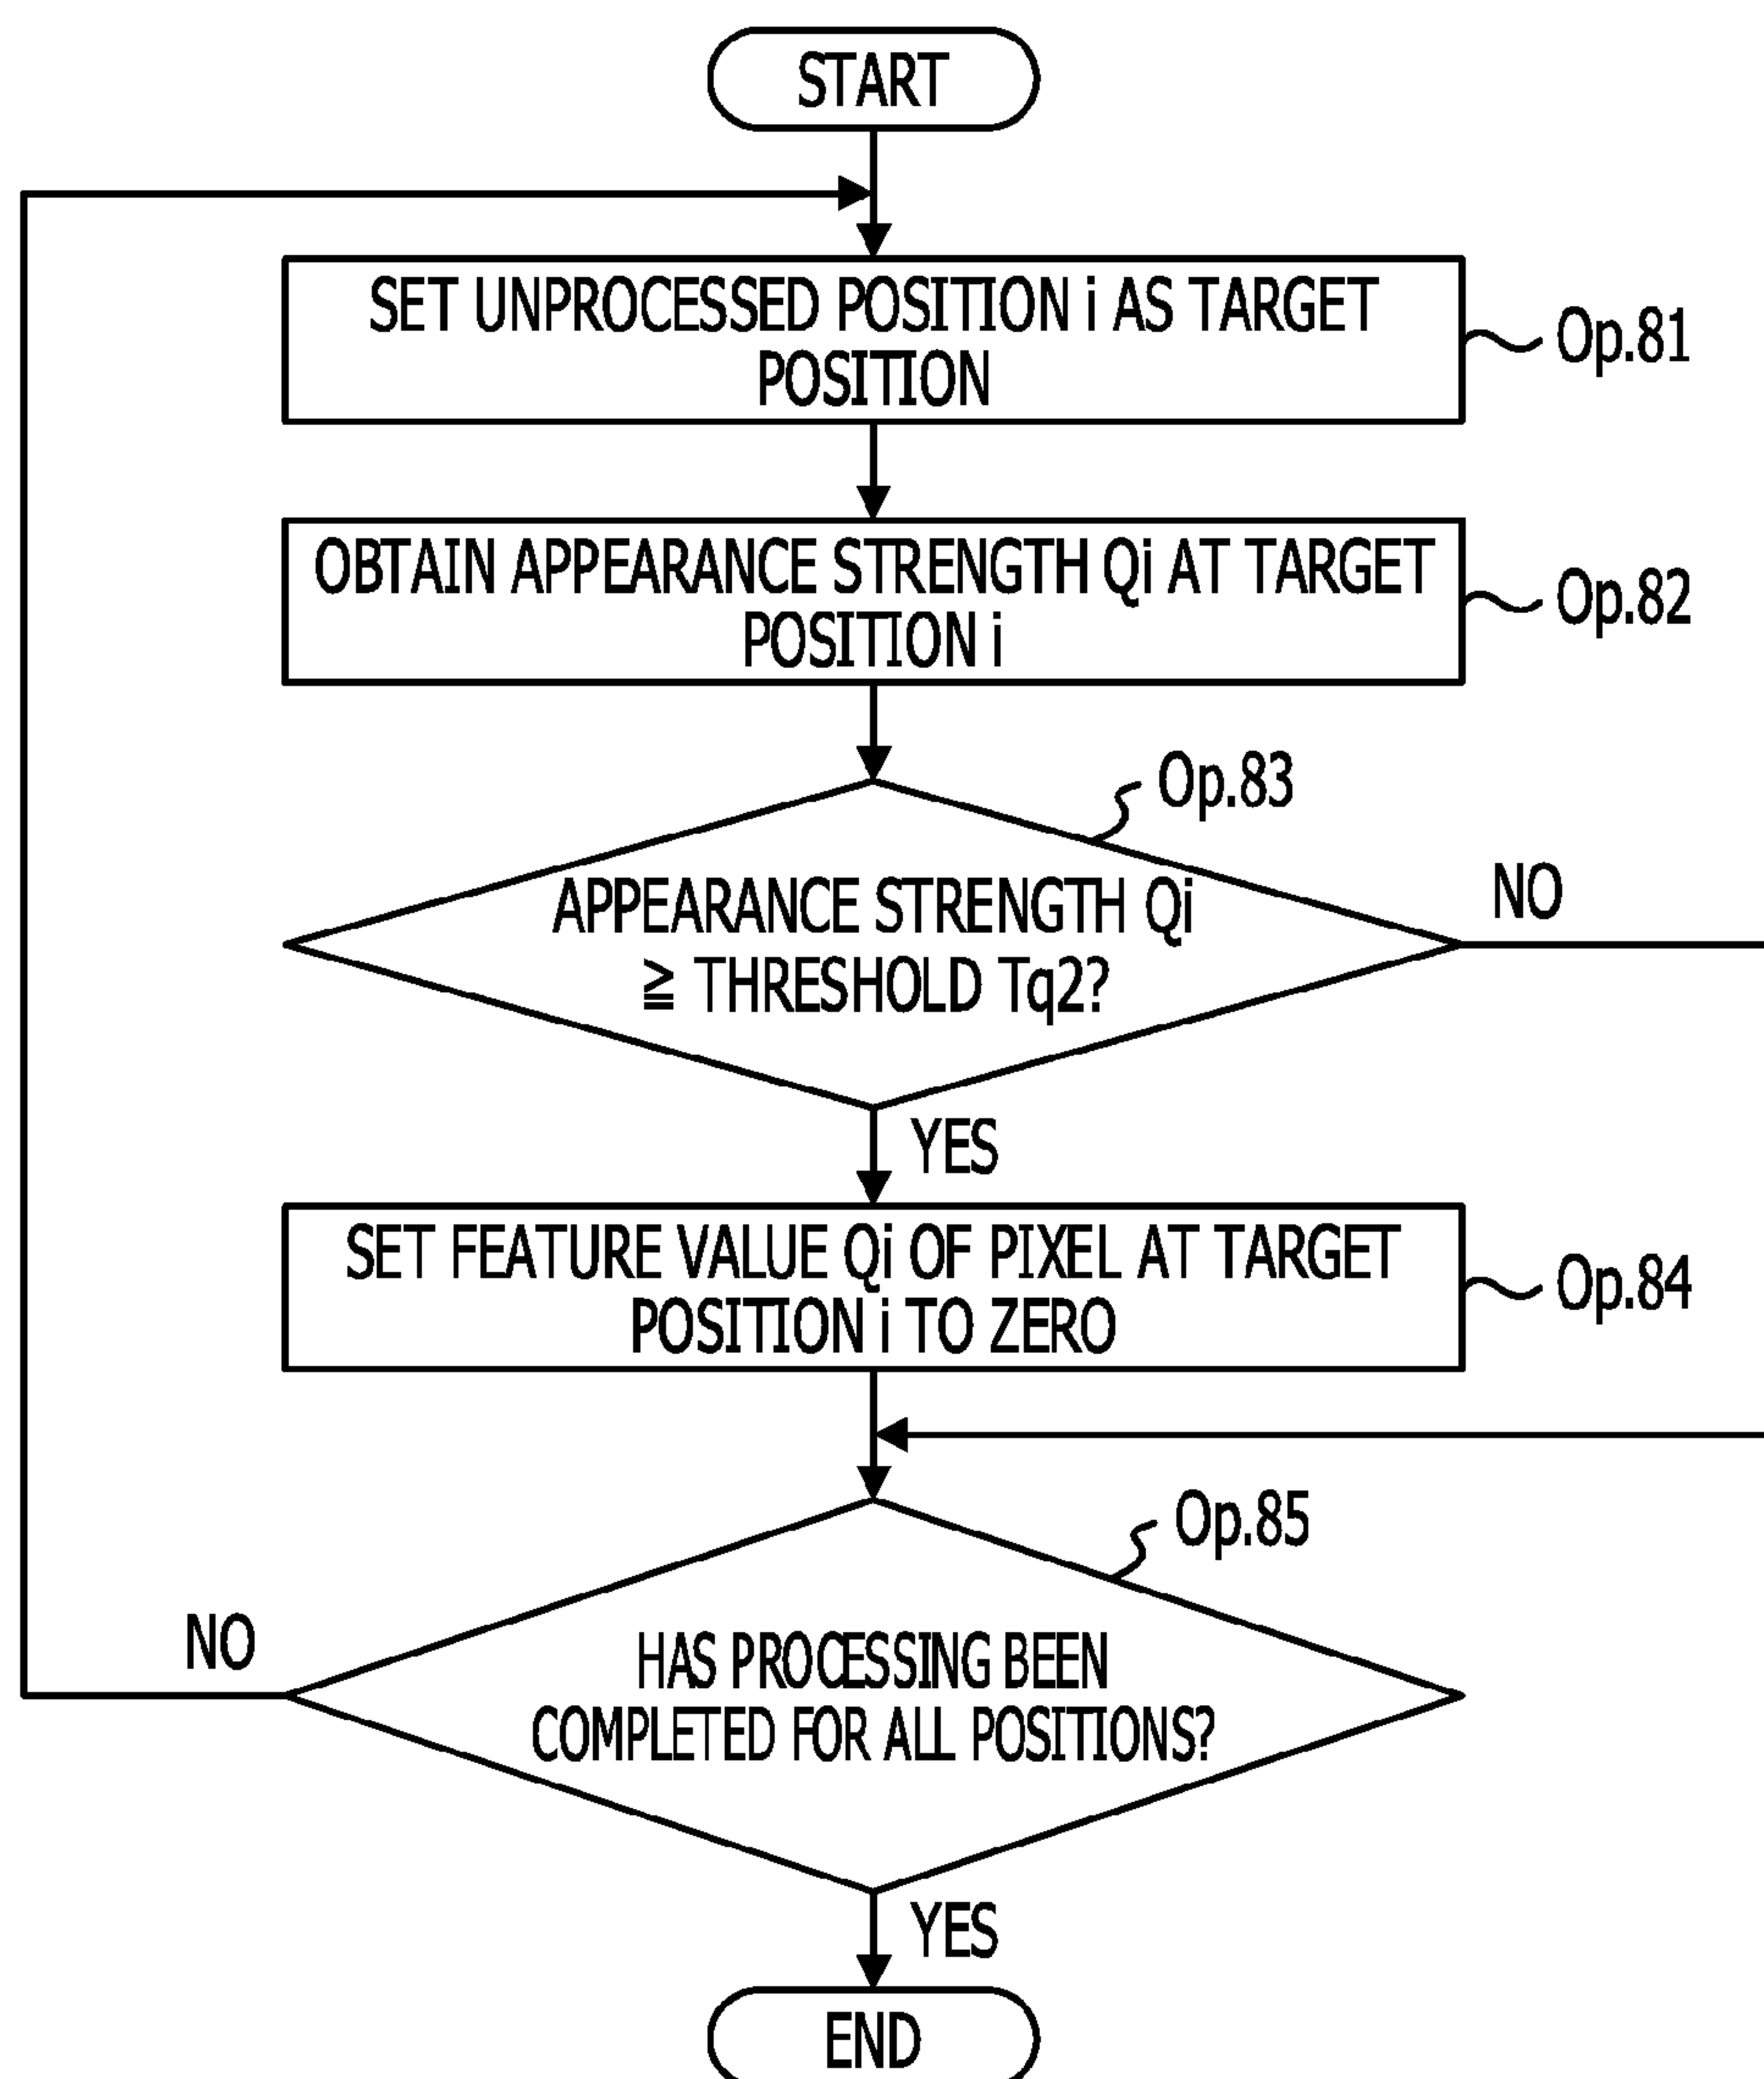 START
SET UNPROCESSED POSITION i AS TARGET
POSITION
Op.81
OBTAIN APPEARANCE STRENGTH Qi AT TARGET
POSITION i
Op.82
Op.83
APPEARANCE STRENGTH Qi
≧ THRESHOLD Tq2?
NO
YES
SET FEATURE VALUE Qi OF PIXEL AT TARGET
POSITION i TO ZERO
Op.84
Op.85
HAS PROCESSING BEEN
COMPLETED FOR ALL POSITIONS?
NO
YES
END